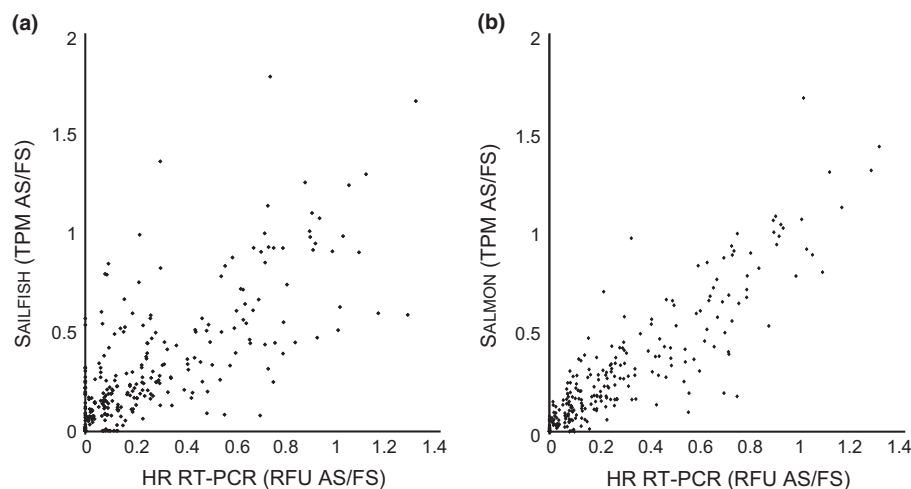 (a)
2
1.5
1
0.5
0
SAILFISH (TPM AS/FS)
0 0.2 0.4 0.6 0.8 1 1.2 1.4
HR RT-PCR (RFU AS/FS)
(b)
2
1.5
1
0.5
0
SALMON (TPM AS/FS)
0 0.2 0.4 0.6 0.8 1 1.2 1.4
HR RT-PCR (RFU AS/FS)